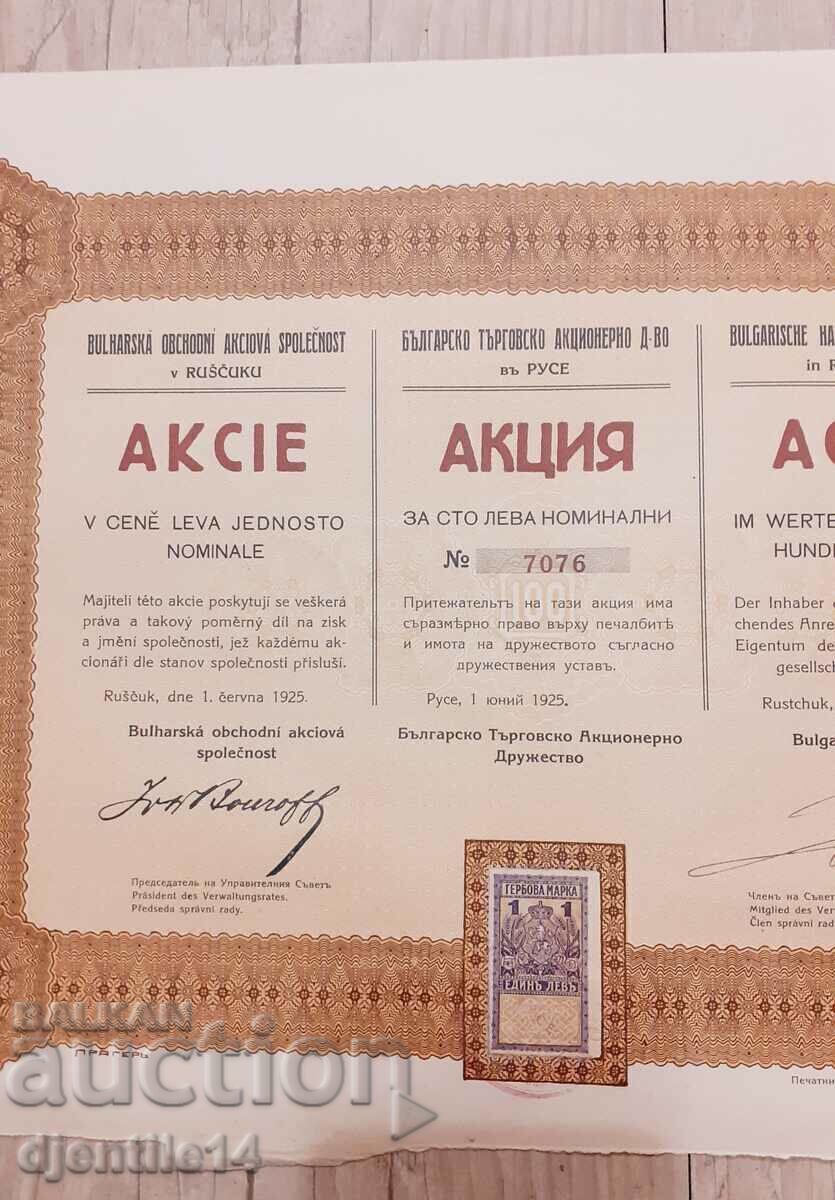 BULHARSKÁ OBCHODNÍ AKCIOVÁ SPOLEČNOST
V RUŠČUKU
AKCIE
V CENĚ LEVA JEDNOSTO
NOMINALE
Majiteli této akcie poskytují se veškerá
práva a takový poměrný díl na zisk
a jmění společnosti, jež každému ak-
cionáři dle stanov společnosti přísluší.
Ruščuk, dne 1. června 1925.
Bulharská obchodní akciová
společnost
Председатель на Управителния Съветъ
Präsident des Verwaltungsrates.
Předseda správní rady.
БЪЛГАРСКО ТЪРГОВСКО АКЦИОНЕРНО Д-ВО
въ РУСЕ
АКЦИЯ
ЗА СТО ЛЕВА НОМИНАЛНИ
№ 7076
100
Притежательтъ на тази акция има
съразмѣрно право върху печалбитѣ
и имота на дружеството съгласно
дружествения уставъ.
Русе, 1 юний 1925.
Българско Търговско Акционерно
Дружество
ГЕРБОВА МАРКА
1 1
ЕДИНЪ ЛЕВЪ
BULGARISCHE HA
in R
A
IM WERTE
HUND
Der Inhaber
chendes Anre
Eigentum de
gesellsch
Rustchuk,
Bulga
Членъ на Съвет
Mitglied des Ver
Člen správní rad
ПРАГЕРЪ
Печатни
BALKAN
auction
djentile14